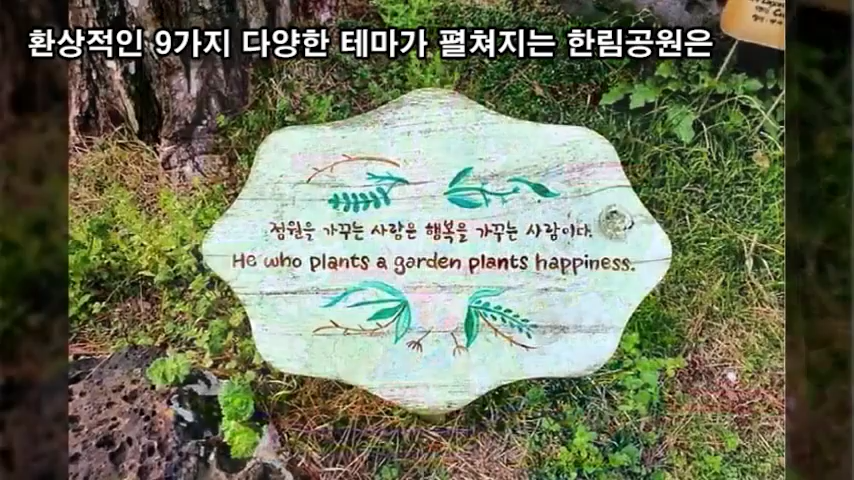 환상적인 9가지 다양한 테마가 펼쳐지는 한림공원은
정원을 가꾸는 사람은 행복을 가꾸는 사람이다.
He who plants a garden plants happiness.